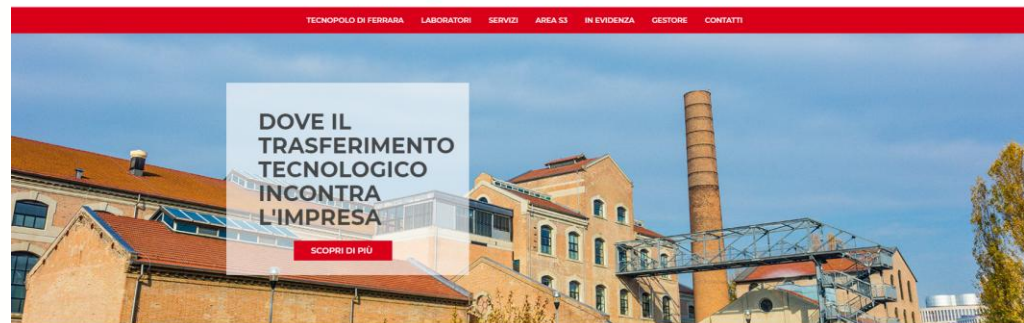 TECNOPOLO DI FERRARA LABORATORI SERVIZI AREA S3 IN EVIDENZA GESTORE CONTATTI
DOVE IL
TRASFERIMENTO
TECNOLOGICO
INCONTRA
L'IMPRESA
SCOPRI DI PIÙ